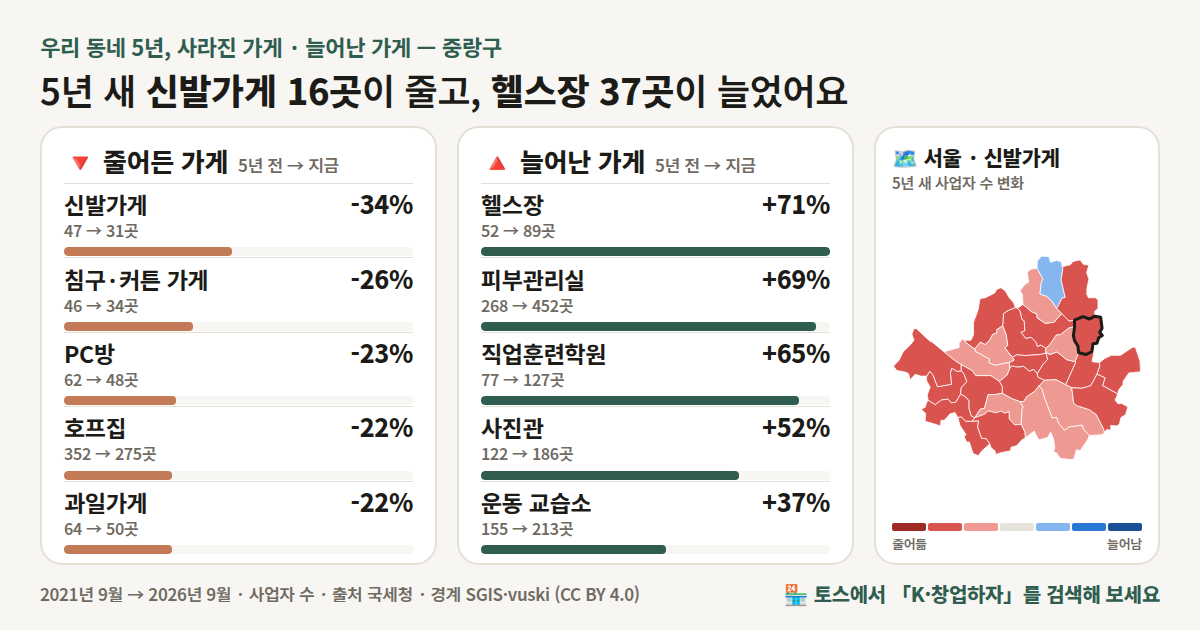 우리 동네 5년, 사라진 가게 · 늘어난 가게 — 중랑구
5년 새 신발가게 16곳이 줄고, 헬스장 37곳이 늘었어요
🔻 줄어든 가게 5년 전 → 지금
신발가게 -34%
47 → 31곳
침구·커튼 가게 -26%
46 → 34곳
PC방 -23%
62 → 48곳
호프집 -22%
352 → 275곳
과일가게 -22%
64 → 50곳
🔺 늘어난 가게 5년 전 → 지금
헬스장 +71%
52 → 89곳
피부관리실 +69%
268 → 452곳
직업훈련학원 +65%
77 → 127곳
사진관 +52%
122 → 186곳
운동 교습소 +37%
155 → 213곳
🗺️ 서울 · 신발가게
5년 새 사업자 수 변화
줄어듦 늘어남
2021년 9월 → 2026년 9월 · 사업자 수 · 출처 국세청 · 경계 SGIS·vuski (CC BY 4.0)
🏪 토스에서 「K·창업하자」를 검색해 보세요